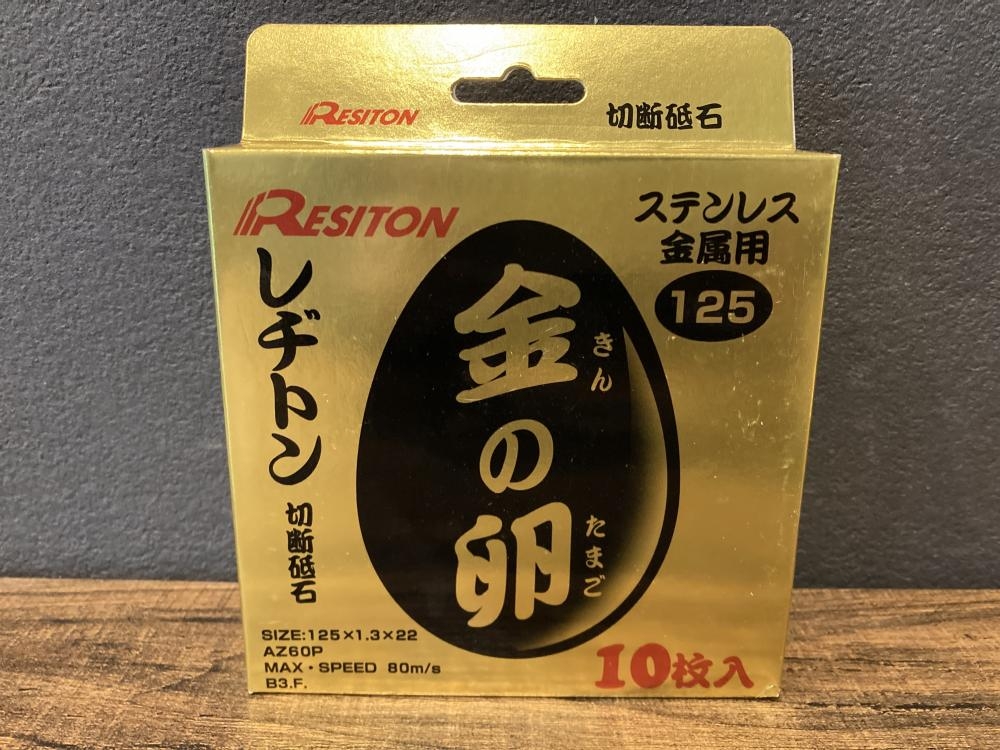 RESITON
切断砥石
RESITON
ステンレス
金属用
125
レヂトン
切断砥石
金の卵
きん
たまご
SIZE:125×1.3×22
AZ60P
MAX・SPEED 80m/s
B3.F.
10枚入